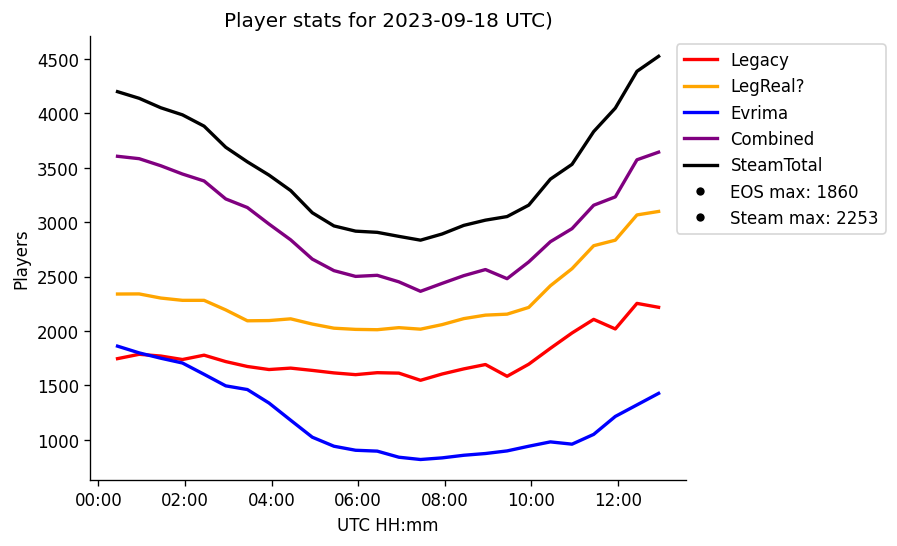 Player stats for 2023-09-18 UTC)
Legacy
LegReal?
Evrima
Combined
SteamTotal
EOS max: 1860
Steam max: 2253
Players
4500
4000
3500
3000
2500
2000
1500
1000
00:00 02:00 04:00 06:00 08:00 10:00 12:00
UTC HH:mm